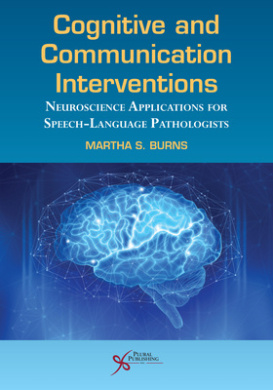 Cognitive and
Communication
Interventions
Neuroscience Applications for
Speech-Language Pathologists
MARTHA S. BURNS
Plural
Publishing